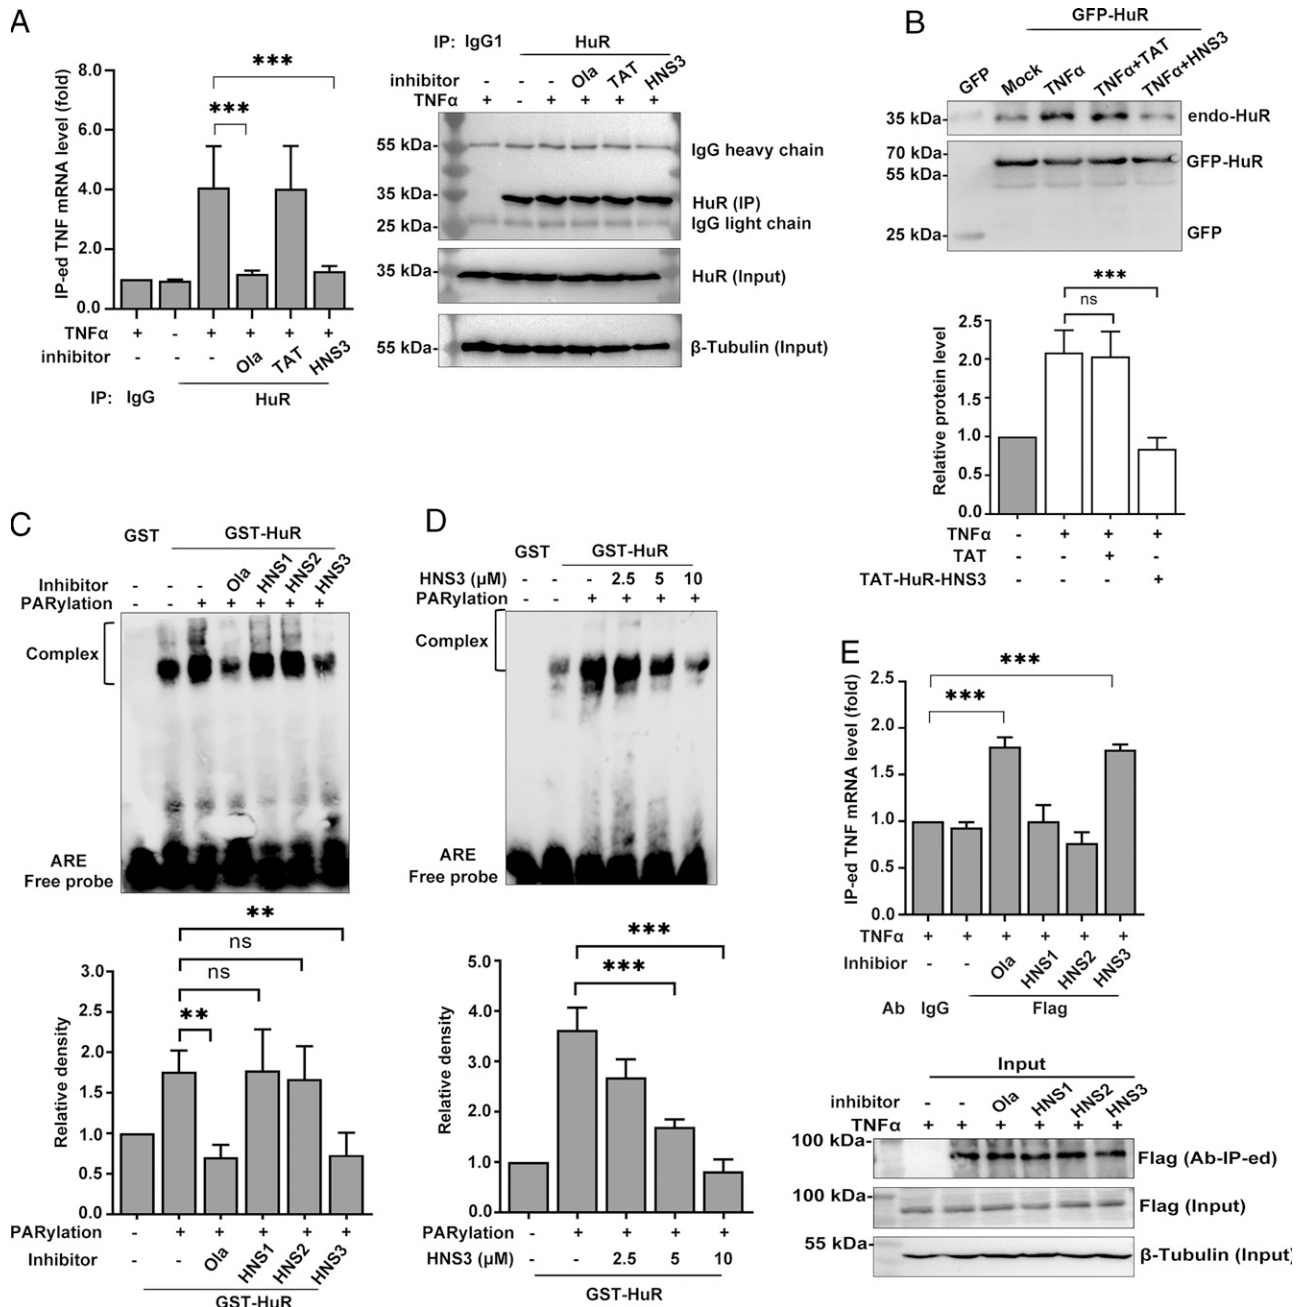 A
IP-ed TNF mRNA level (fold)
8.0
6.0
4.0
2.0
0.0
***
***
TNFα + - + + + +
inhibitor - - - Ola TAT HNS3
IP: IgG HuR
IP: IgG1 HuR
inhibitor - - - Ola TAT HNS3
TNFα + - + + + +
55 kDa- IgG heavy chain
35 kDa- HuR (IP)
25 kDa- IgG light chain
35 kDa- HuR (Input)
55 kDa- β-Tubulin (Input)
B
GFP-HuR
GFP Mock TNFα TNFα+TAT TNFα+HNS3
35 kDa- endo-HuR
70 kDa- GFP-HuR
55 kDa-
25 kDa- GFP
***
ns
Relative protein level
2.5
2.0
1.5
1.0
0.5
0.0
TNFα - + + +
TAT - - + -
TAT-HuR-HNS3 - - - +
C
GST GST-HuR
Inhibitor - - - Ola HNS1 HNS2 HNS3
PARylation - - + + + + +
Complex
ARE
Free probe
**
ns
ns
**
Relative density
3.0
2.5
2.0
1.5
1.0
0.5
0.0
PARylation - + + + + +
Inhibitor - - Ola HNS1 HNS2 HNS3
GST-HuR
D
GST GST-HuR
HNS3 (μM) - - - 2.5 5 10
PARylation - - + + + +
Complex
ARE
Free probe
***
***
Relative density
5.0
4.0
3.0
2.0
1.0
0.0
PARylation - + + + +
HNS3 (μM) - - 2.5 5 10
GST-HuR
E
***
***
IP-ed TNF mRNA level (fold)
2.5
2.0
1.5
1.0
0.5
0.0
TNFα + + + + + +
Inhibior - - Ola HNS1 HNS2 HNS3
Ab IgG Flag
Input
inhibitor - - Ola HNS1 HNS2 HNS3
TNFα + + + + + +
100 kDa- Flag (Ab-IP-ed)
100 kDa- Flag (Input)
55 kDa- β-Tubulin (Input)